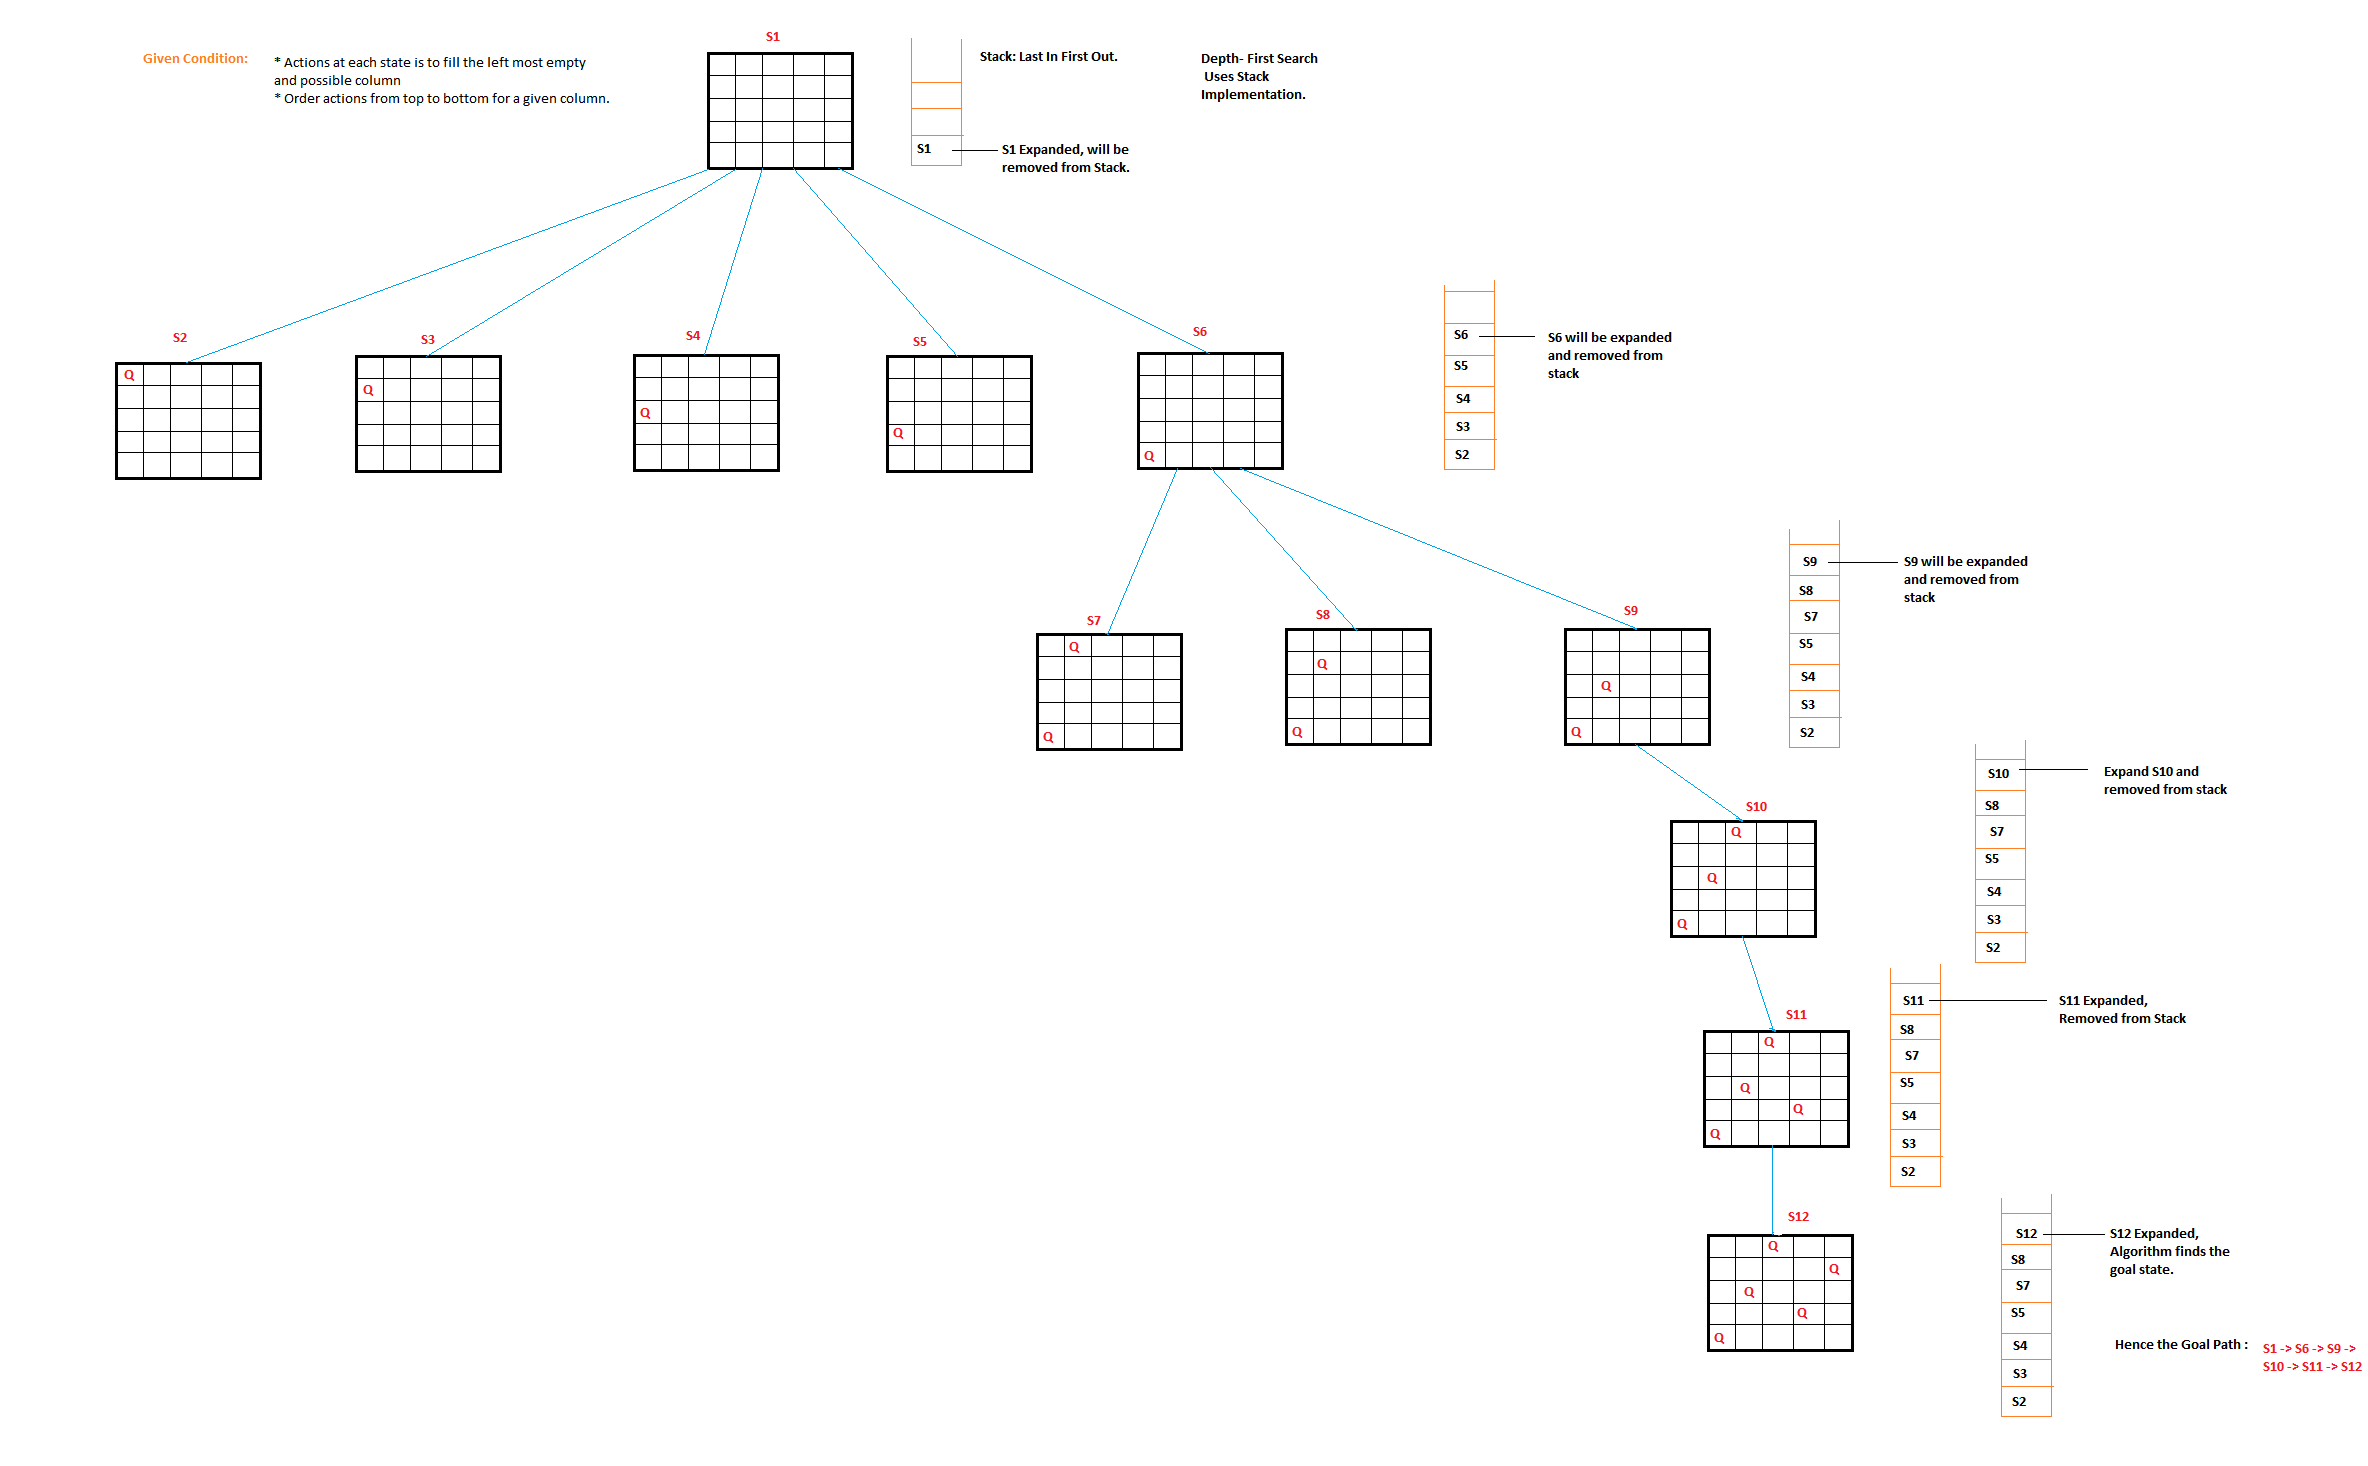 S1
Given Condition:
* Actions at each state is to fill the left most empty
and possible column
* Order actions from top to bottom for a given column.
Stack: Last In First Out.
Depth- First Search
Uses Stack
Implementation.
S1
S1 Expanded, will be
removed from Stack.
S2
S3
S4
S5
S6
Q
Q
Q
Q
Q
S6
S5
S4
S3
S2
S6 will be expanded
and removed from
stack
S7
S8
S9
Q
Q
Q
Q
Q
Q
S9
S8
S7
S5
S4
S3
S2
S9 will be expanded
and removed from
stack
S10
Q
Q
Q
S10
S8
S7
S5
S4
S3
S2
Expand S10 and
removed from stack
S11
Q
Q
Q
Q
S11
S8
S7
S5
S4
S3
S2
S11 Expanded,
Removed from Stack
S12
Q
Q
Q
Q
Q
S12
S8
S7
S5
S4
S3
S2
S12 Expanded,
Algorithm finds the
goal state.
Hence the Goal Path :
S1 -> S6 -> S9 ->
S10 -> S11 -> S12